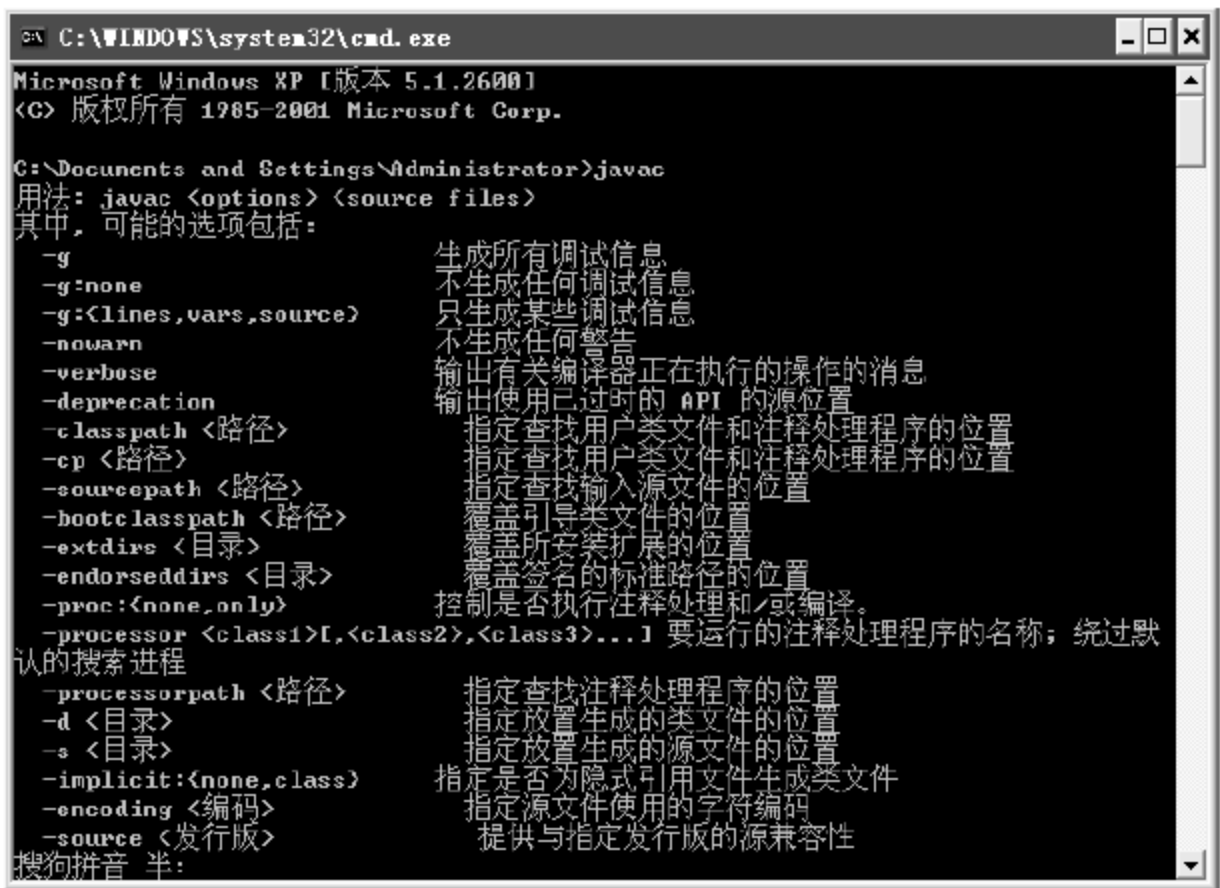 C:\WINDOWS\system32\cmd.exe
Microsoft Windows XP [版本 5.1.2600]
(C) 版权所有 1985-2001 Microsoft Corp.
C:\Documents and Settings\Administrator>javac
用法: javac <options> <source files>
其中, 可能的选项包括:
-g 生成所有调试信息
-g:none 不生成任何调试信息
-g:{lines,vars,source} 只生成某些调试信息
-nowarn 不生成任何警告
-verbose 输出有关编译器正在执行的操作的消息
-deprecation 输出使用已过时的 API 的源位置
-classpath <路径> 指定查找用户类文件和注释处理程序的位置
-cp <路径> 指定查找用户类文件和注释处理程序的位置
-sourcepath <路径> 指定查找输入源文件的位置
-bootclasspath <路径> 覆盖引导类文件的位置
-extdirs <目录> 覆盖所安装扩展的位置
-endorseddirs <目录> 覆盖签名的标准路径的位置
-proc:{none,only} 控制是否执行注释处理和/或编译。
-processor <class1>[,<class2>,<class3>...] 要运行的注释处理程序的名称; 绕过默
认的搜索进程
-processorpath <路径> 指定查找注释处理程序的位置
-d <目录> 指定放置生成的类文件的位置
-s <目录> 指定放置生成的源文件的位置
-implicit:{none,class} 指定是否为隐式引用文件生成类文件
-encoding <编码> 指定源文件使用的字符编码
-source <发行版> 提供与指定发行版的源兼容性
搜狗拼音 半: